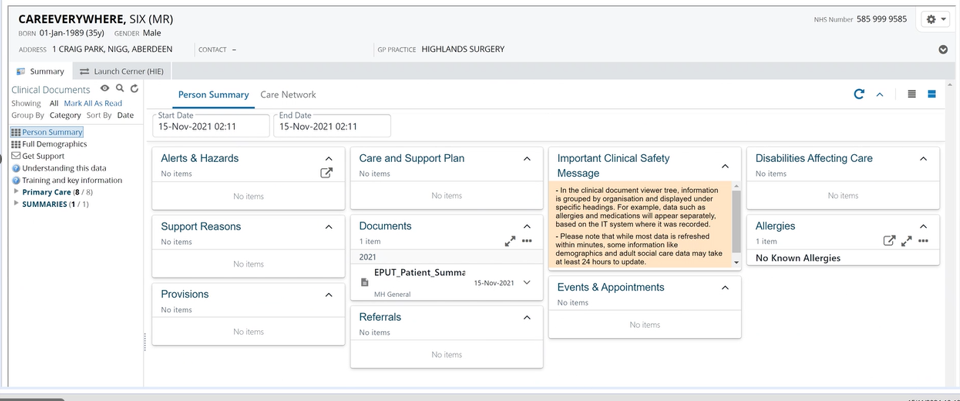 CAREEVERYWHERE, SIX (MR)
BORN 01-Jan-1989 (35y) GENDER Male
NHS Number 585 999 9585
ADDRESS 1 CRAIG PARK, NIGG, ABERDEEN CONTACT – GP PRACTICE HIGHLANDS SURGERY
Summary Launch Cerner (HIE)
Clinical Documents
Showing All Mark All As Read
Group By Category Sort By Date
Person Summary
Full Demographics
Get Support
Understanding this data
Training and key information
Primary Care (8 / 8)
SUMMARIES (1 / 1)
Person Summary Care Network
Start Date
15-Nov-2021 02:11
End Date
15-Nov-2021 02:11
Alerts & Hazards
No items
No items
Support Reasons
No items
No items
Provisions
No items
No items
Care and Support Plan
No items
No items
Documents
1 item
2021
EPUT_Patient_Summa
15-Nov-2021
MH General
Referrals
No items
No items
Important Clinical Safety
Message
- In the clinical document viewer tree, information
is grouped by organisation and displayed under
specific headings. For example, data such as
allergies and medications will appear separately,
based on the IT system where it was recorded.
- Please note that while most data is refreshed
within minutes, some information like
demographics and adult social care data may take
at least 24 hours to update.
Events & Appointments
No items
No items
Disabilities Affecting Care
No items
No items
Allergies
1 item
No Known Allergies